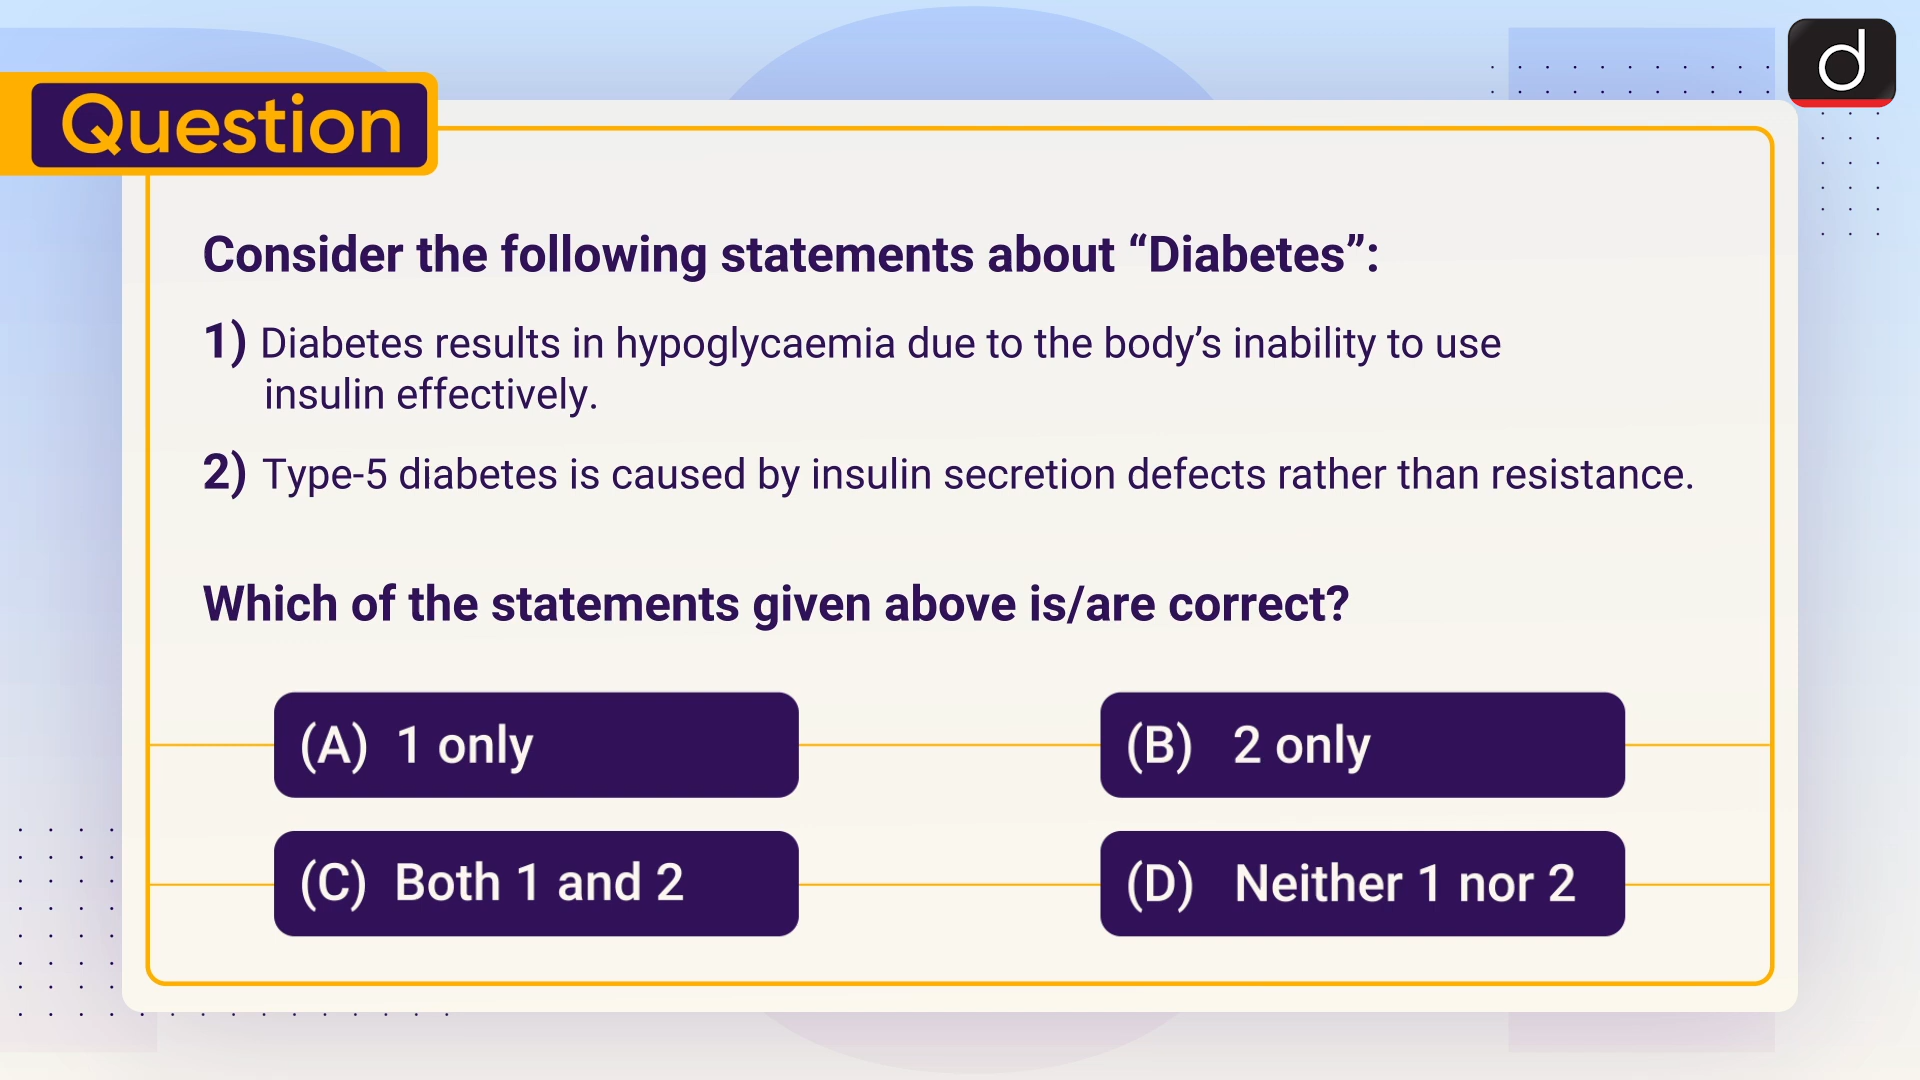 Question
Consider the following statements about “Diabetes”:
1) Diabetes results in hypoglycaemia due to the body’s inability to use
insulin effectively.
2) Type-5 diabetes is caused by insulin secretion defects rather than resistance.
Which of the statements given above is/are correct?
(A) 1 only
(B) 2 only
(C) Both 1 and 2
(D) Neither 1 nor 2
d